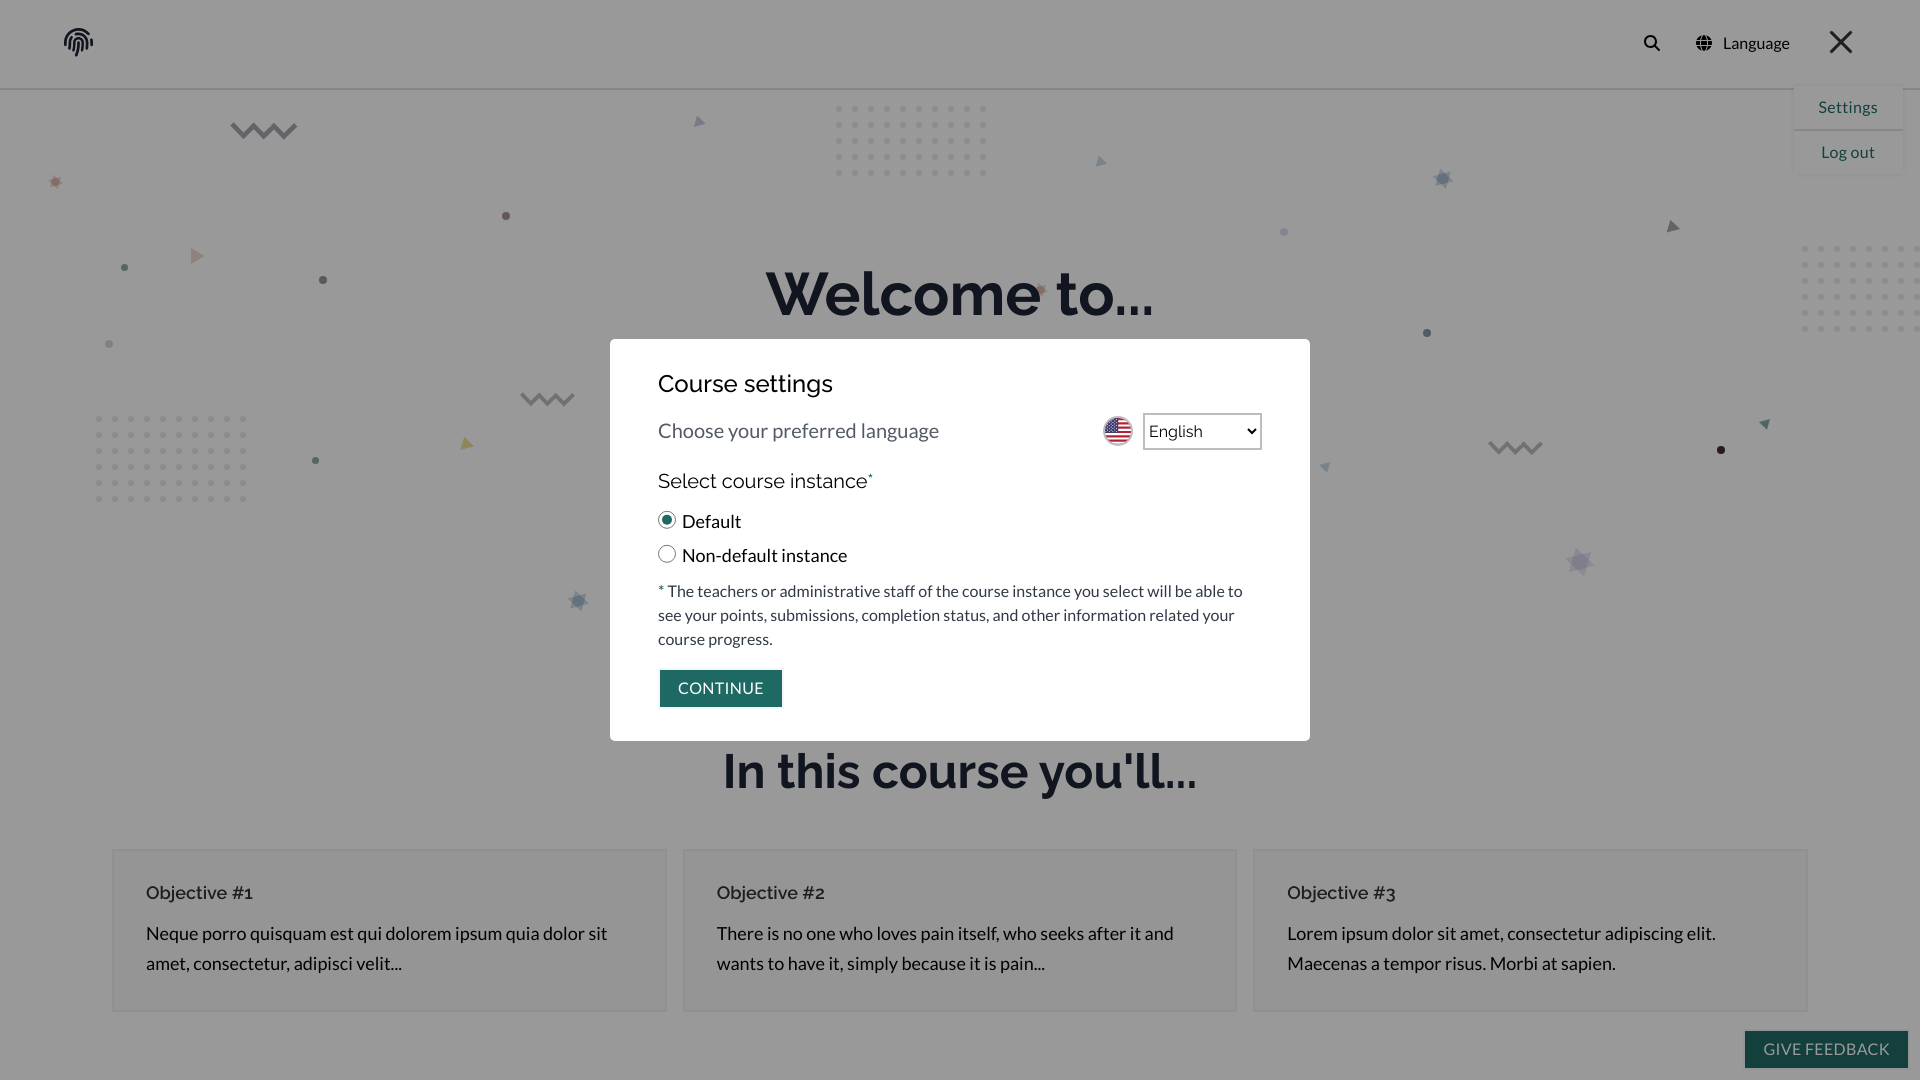 Language
Settings
Log out
Welcome to...
Course settings
Choose your preferred language
English
Select course instance*
Default
Non-default instance
* The teachers or administrative staff of the course instance you select will be able to
see your points, submissions, completion status, and other information related your
course progress.
CONTINUE
In this course you'll...
Objective #1
Neque porro quisquam est qui dolorem ipsum quia dolor sit
amet, consectetur, adipisci velit...
Objective #2
There is no one who loves pain itself, who seeks after it and
wants to have it, simply because it is pain...
Objective #3
Lorem ipsum dolor sit amet, consectetur adipiscing elit.
Maecenas a tempor risus. Morbi at sapien.
GIVE FEEDBACK